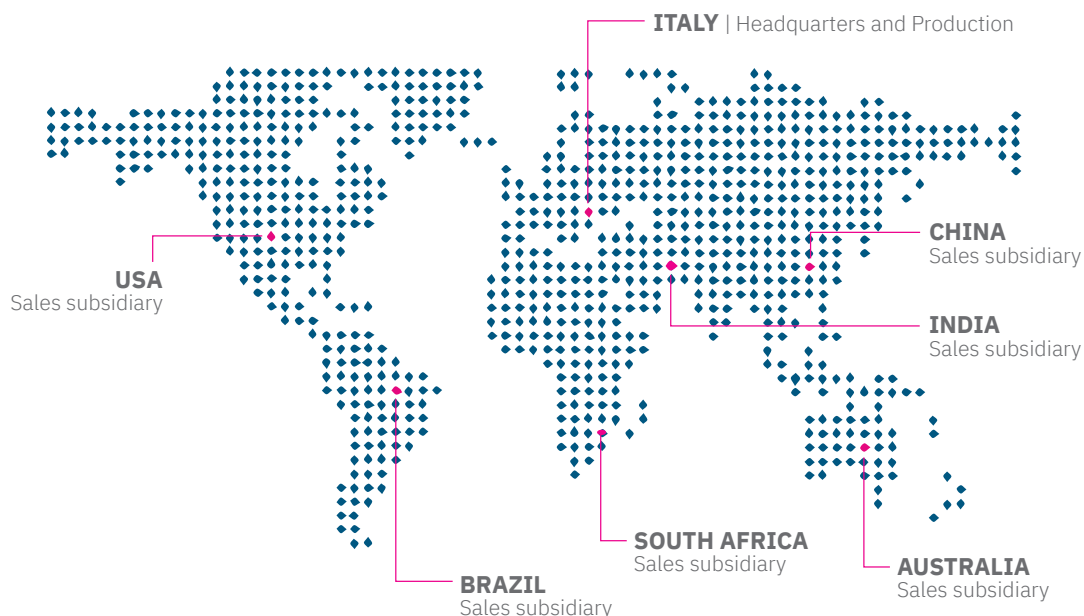 ITALY | Headquarters and Production
CHINA
Sales subsidiary
USA
Sales subsidiary
INDIA
Sales subsidiary
SOUTH AFRICA
Sales subsidiary
AUSTRALIA
Sales subsidiary
BRAZIL
Sales subsidiary